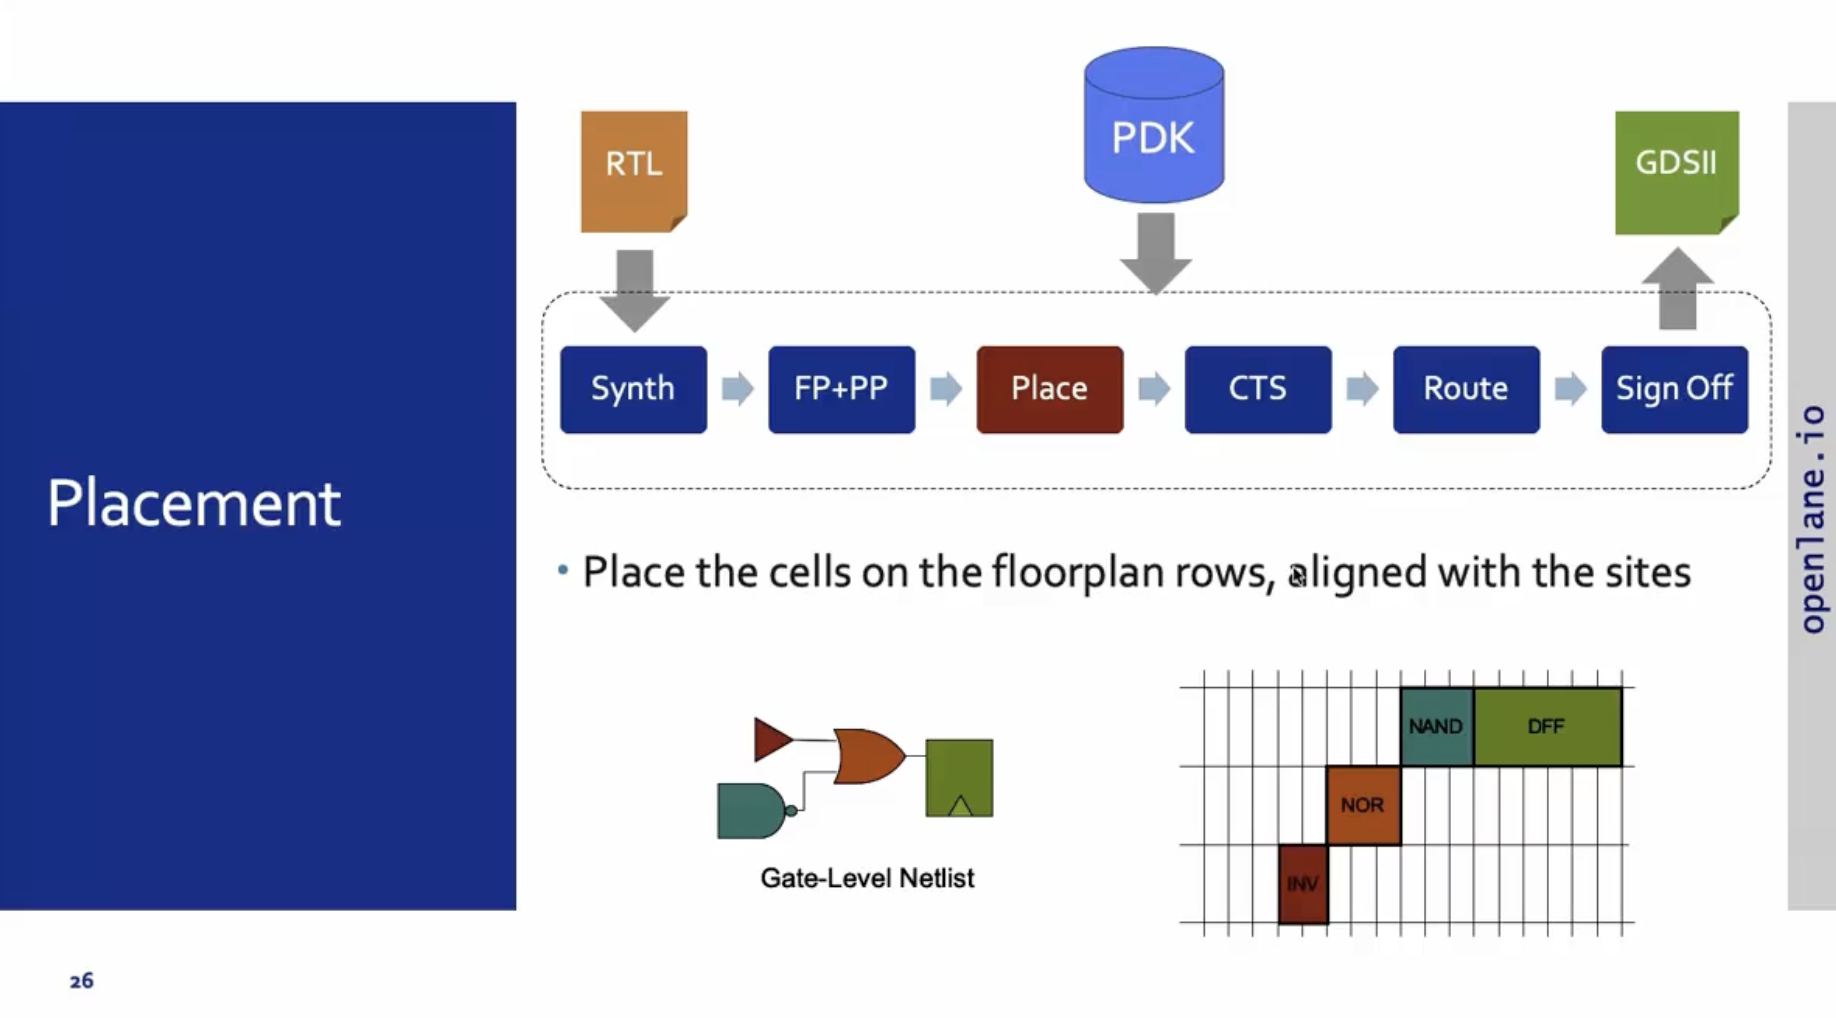 PDK
RTL
GDSII
Synth
FP+PP
Place
CTS
Route
Sign Off
Placement
• Place the cells on the floorplan rows, aligned with the sites
openlane.io
NAND
DFF
NOR
INV
Gate-Level Netlist
26